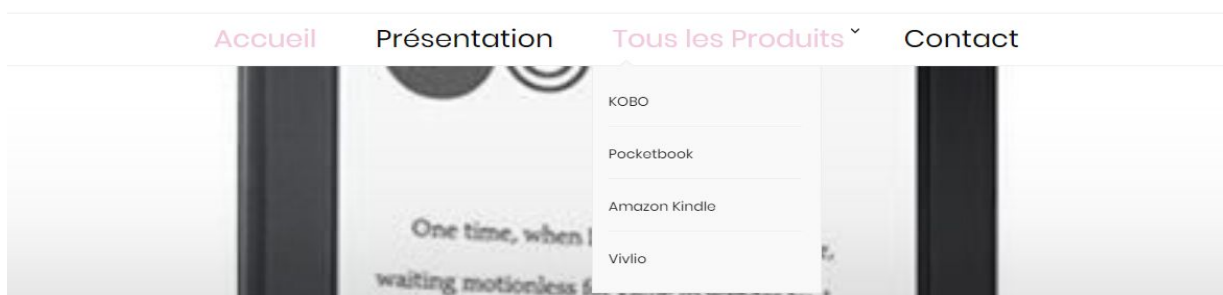 Accueil Présentation Tous les Produits Contact
KOBO
Pocketbook
Amazon Kindle
Vivlio
One time, when
waiting motionless